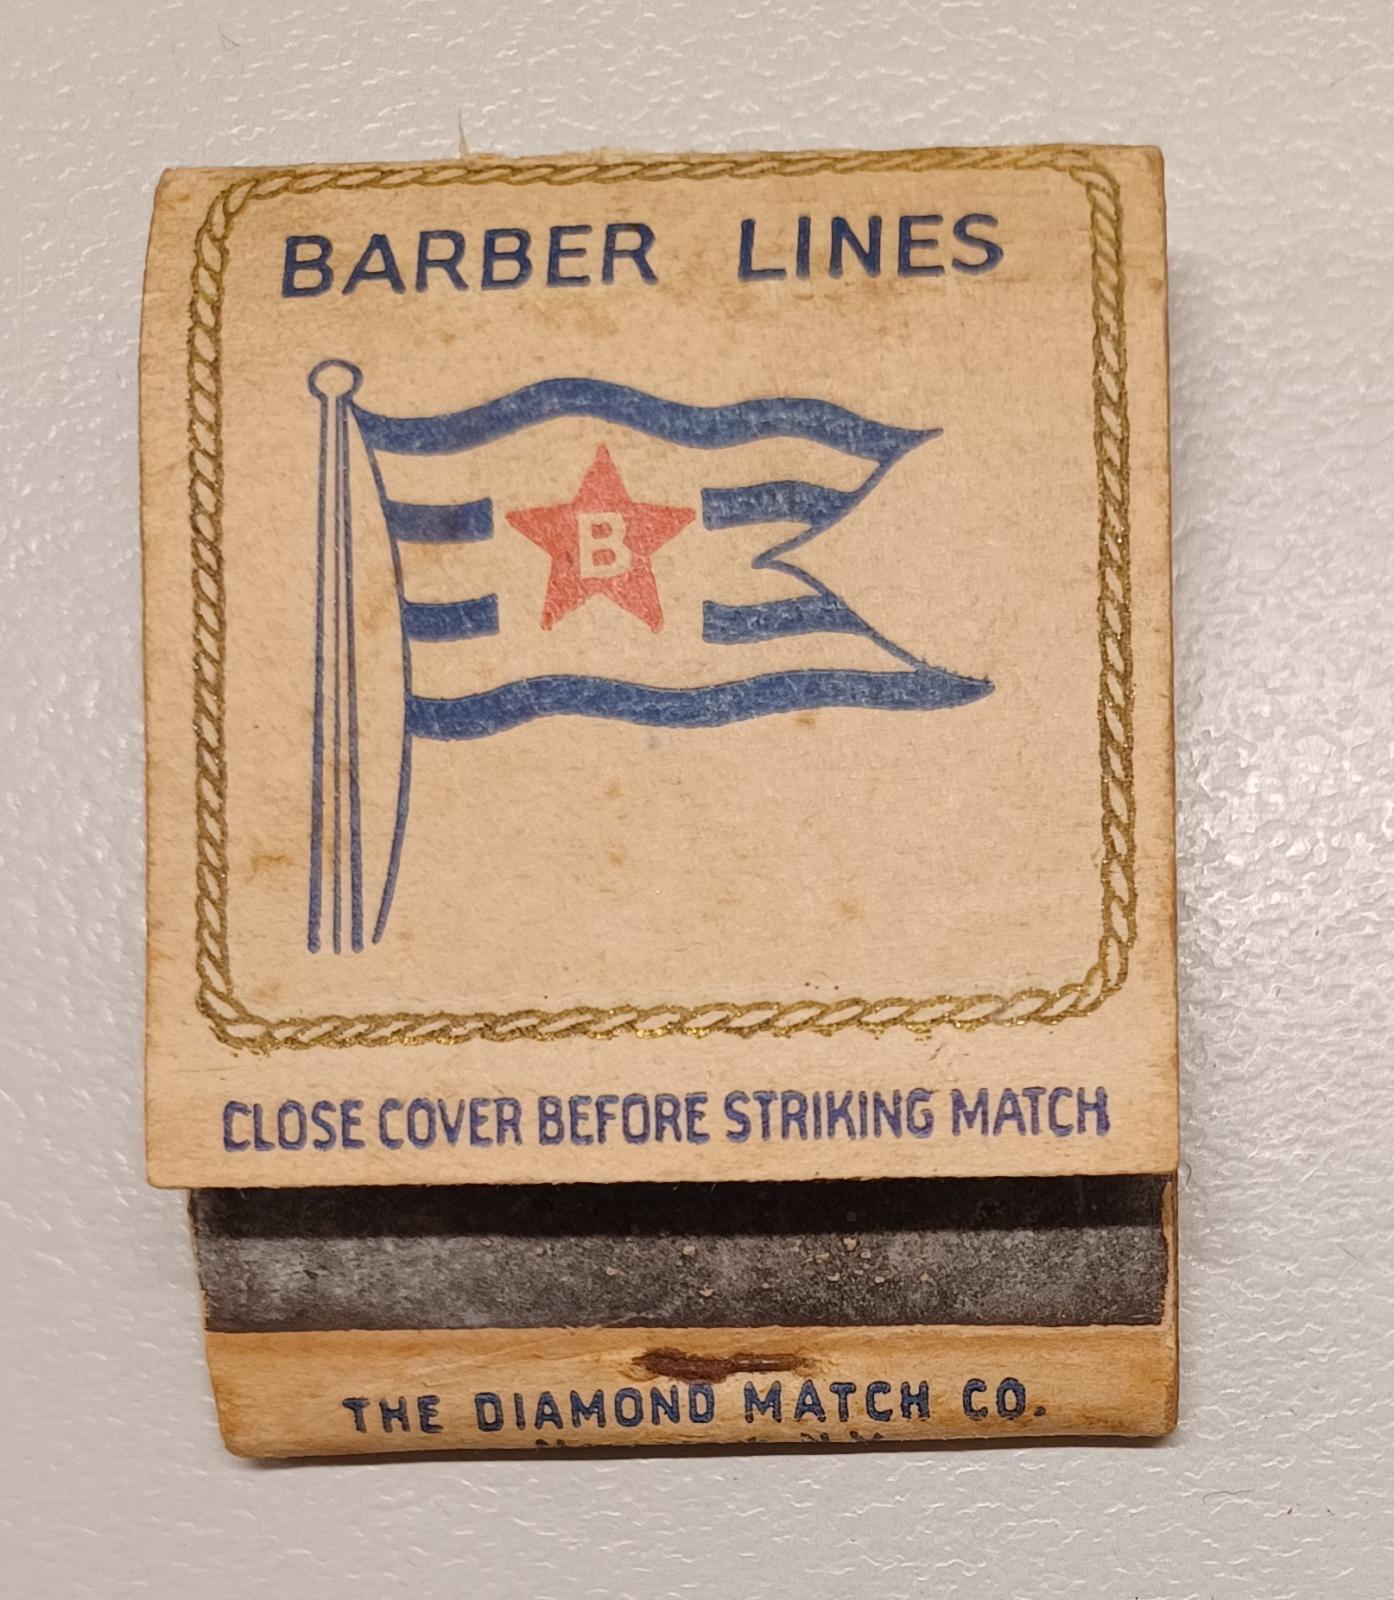 BARBER LINES
B
CLOSE COVER BEFORE STRIKING MATCH
THE DIAMOND MATCH CO.
N.Y.